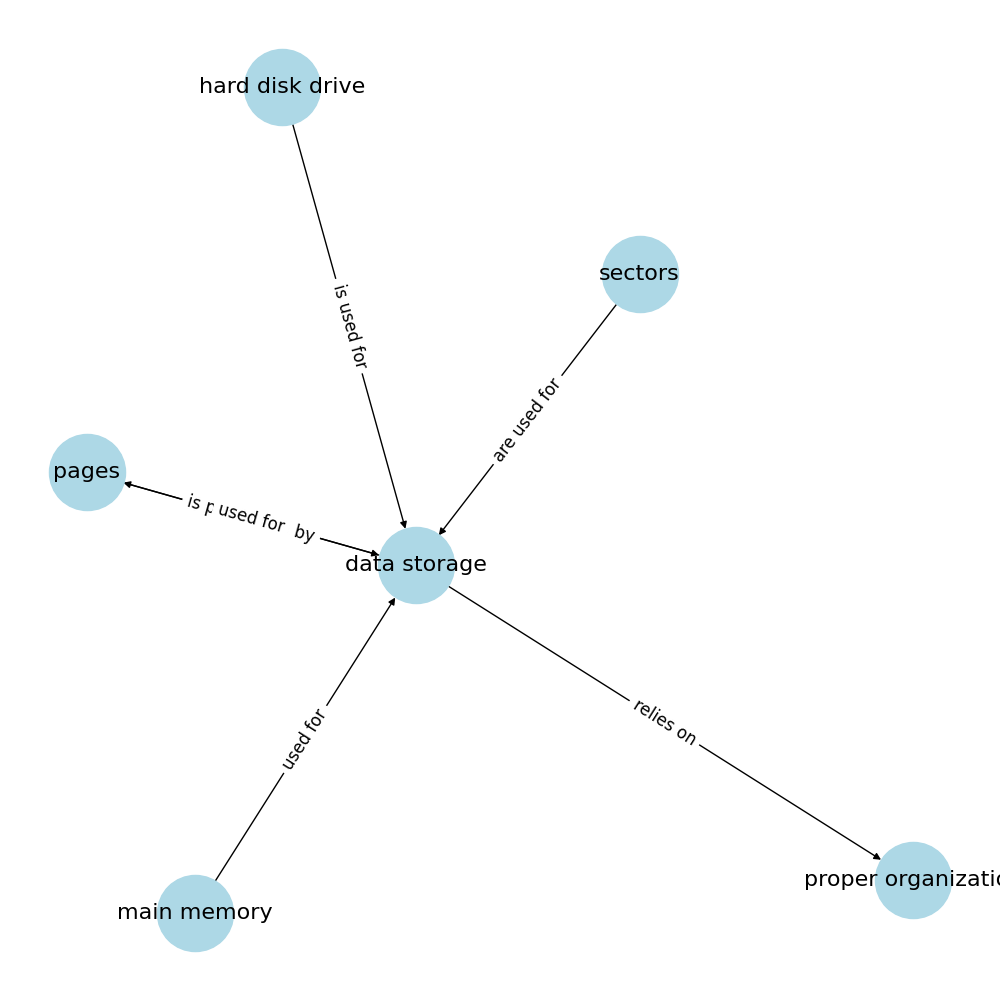 hard disk drive
sectors
is used for
are used for
pages
is p used for by
data storage
used for
relies on
proper organizatio
main memory